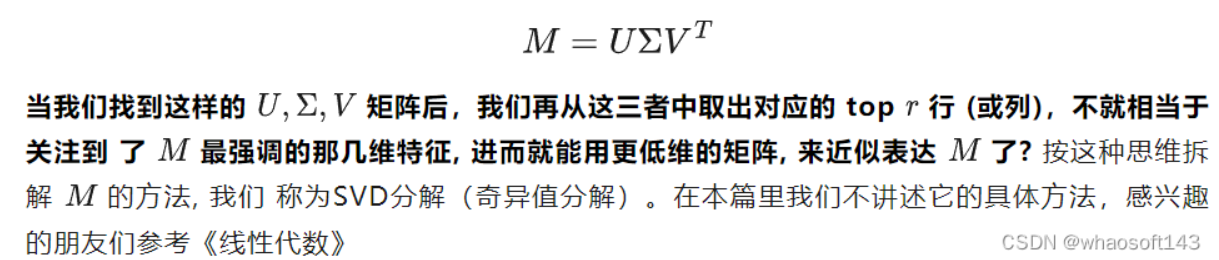 M = UΣV^T
当我们找到这样的 U, Σ, V 矩阵后，我们再从这三者中取出对应的 top r 行 (或列)，不就相当于
关注到 了 M 最强调的那几维特征, 进而就能用更低维的矩阵, 来近似表达 M 了? 按这种思维拆
解 M 的方法, 我们 称为SVD分解（奇异值分解）。在本篇里我们不讲述它的具体方法，感兴趣
的朋友们参考《线性代数》
CSDN @whaosoft143